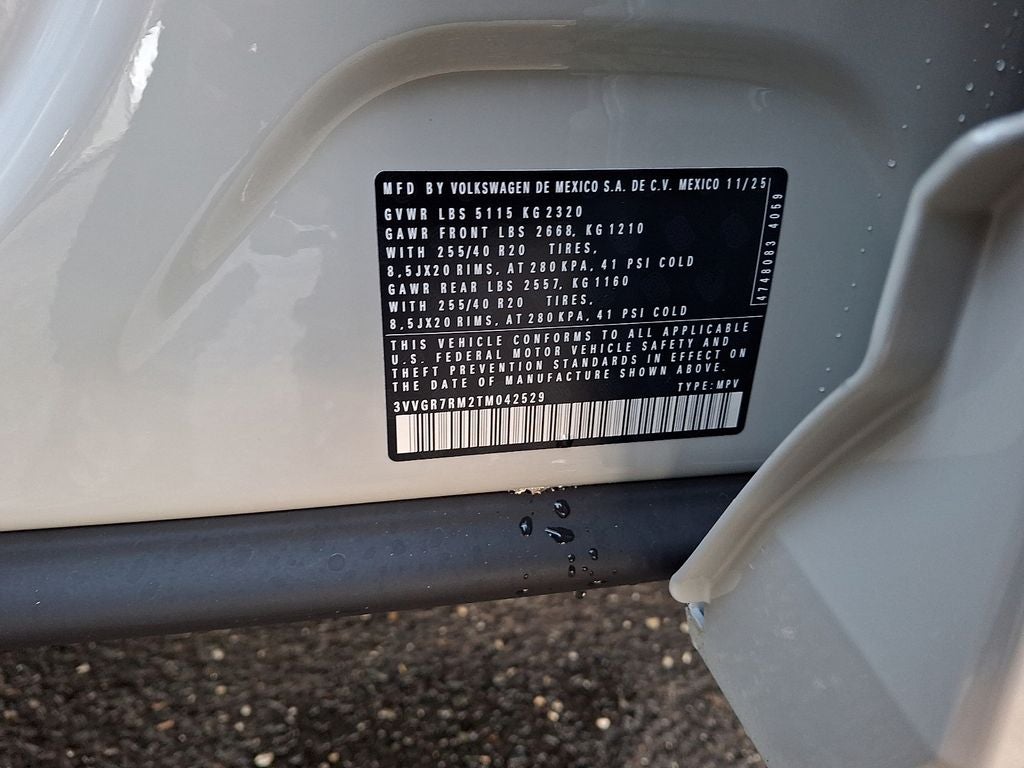 MFD BY VOLKSWAGEN DE MEXICO S.A. DE C.V. MEXICO 11/25
GVWR LBS 5115 KG 2320
GAWR FRONT LBS 2668, KG 1210
WITH 255/40 R20 TIRES,
8,5JX20 RIMS, AT 280 KPA, 41 PSI COLD
GAWR REAR LBS 2557, KG 1160
WITH 255/40 R20 TIRES,
8,5JX20 RIMS, AT 280 KPA, 41 PSI COLD
4748083 4059
THIS VEHICLE CONFORMS TO ALL APPLICABLE
U.S. FEDERAL MOTOR VEHICLE SAFETY AND
THEFT PREVENTION STANDARDS IN EFFECT ON
THE DATE OF MANUFACTURE SHOWN ABOVE.
3VVGR7RM2TM042529 TYPE: MPV